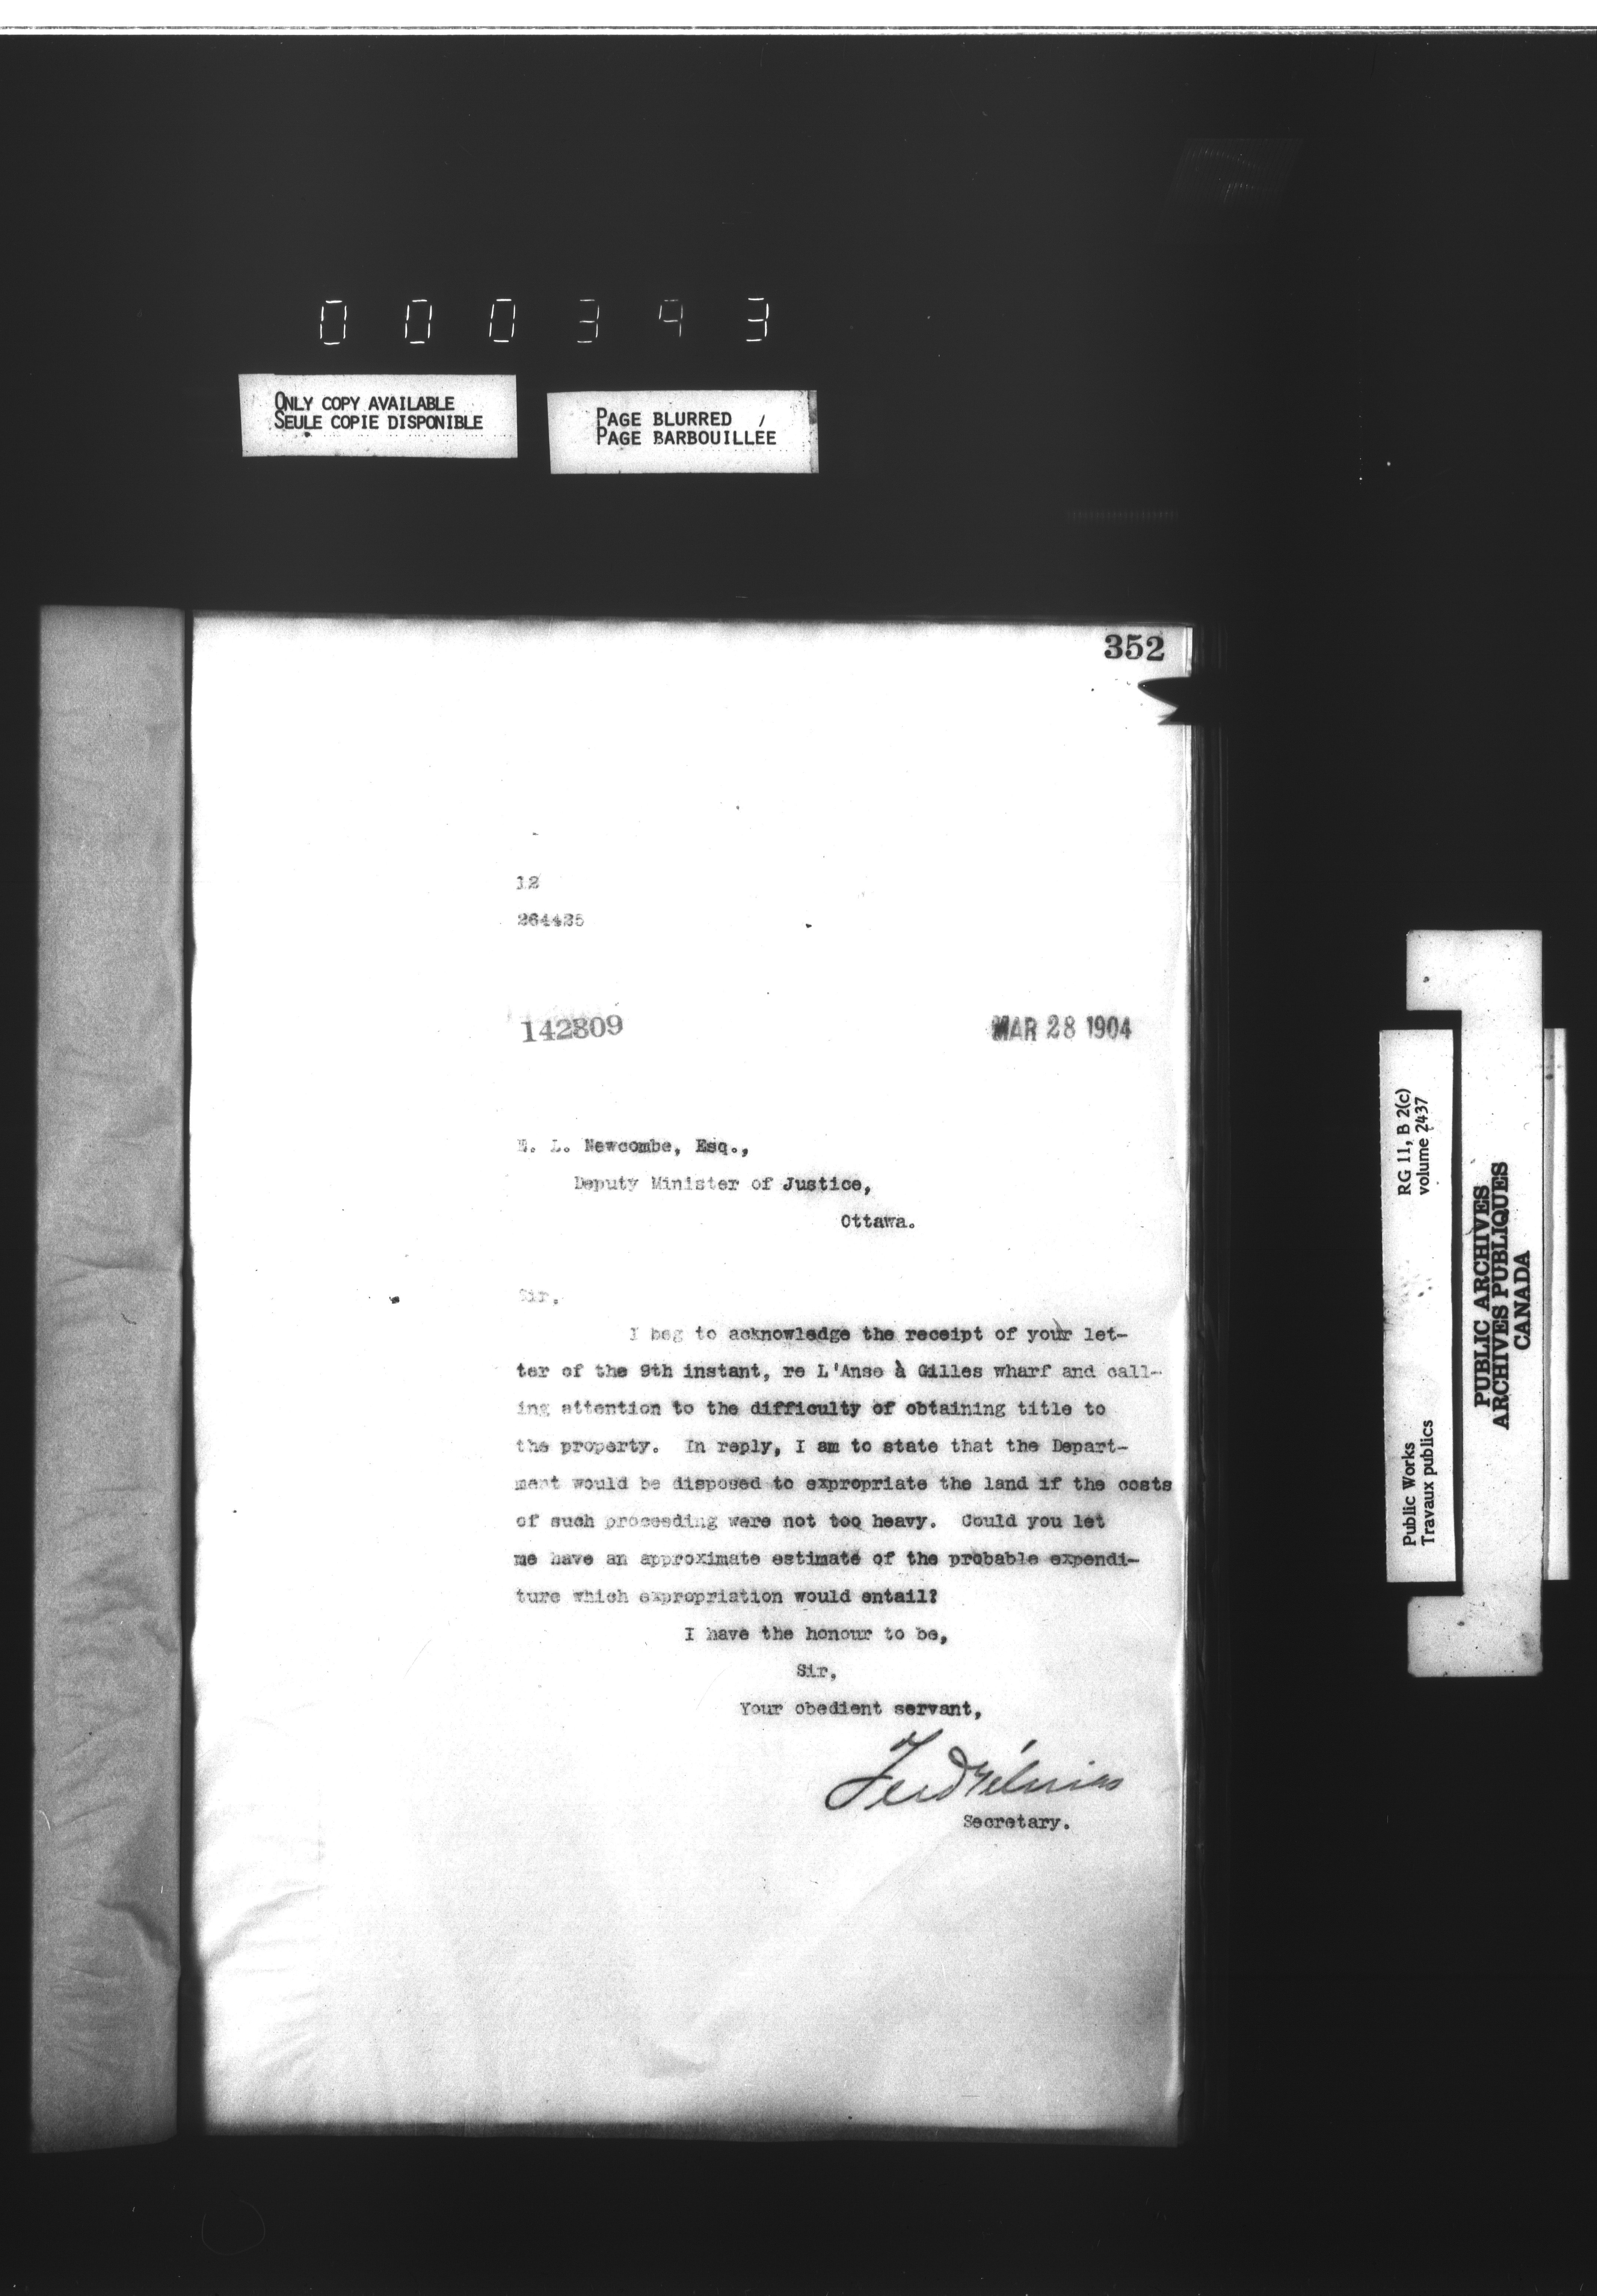 000343
ONLY COPY AVAILABLE
SEULE COPIE DISPONIBLE
PAGE BLURRED
PAGE BARBOUILLEE
352
12
264435
142809
MAR 28 1904
E. L. Newcombe, Esq.,
Deputy Minister of Justice,
Ottawa.
Sir,
I beg to acknowledge the receipt of your let-
ter of the 9th instant, re L'Anse à Gilles wharf and call-
ing attention to the difficulty of obtaining title to
the property. In reply, I am to state that the Depart-
ment would be disposed to expropriate the land if the costs
of such proceeding were not too heavy. Could you let
me have an approximate estimate of the probable expendi-
ture which expropriation would entail?
I have the honour to be,
Sir,
Your obedient servant,
Secretary.
RG 11, B 2(c)
volume 2437
Public Works
Travaux publics
PUBLIC ARCHIVES
ARCHIVES PUBLIQUES
CANADA